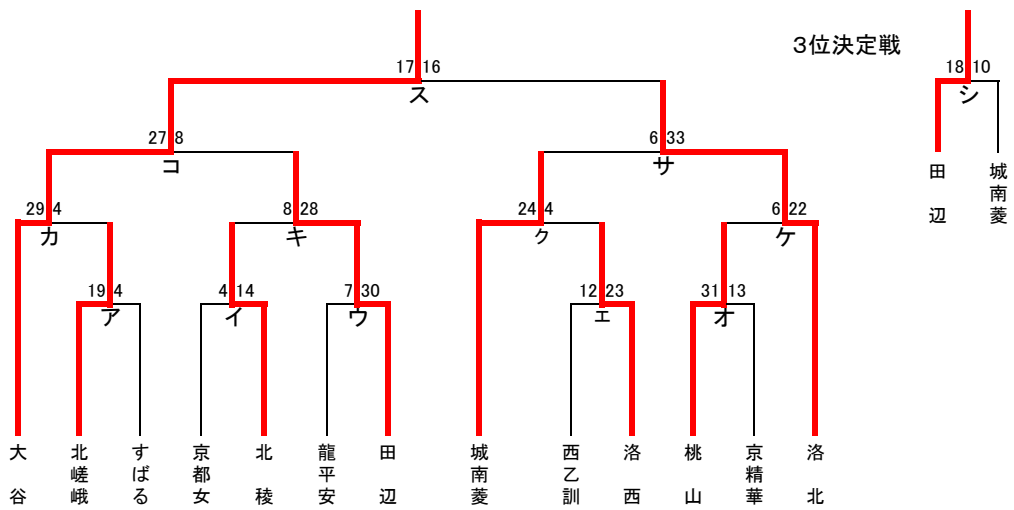 3位決定戦
17 16
ス
18 10
シ
27 8
コ
6 33
サ
田辺
城南菱
29 4
カ
8 28
キ
24 4
ク
6 22
ケ
19 4
ア
4 14
イ
7 30
ウ
12 23
エ
31 13
オ
大谷
北嵯峨
すばる
京都女
北稜
龍平安
田辺
城南菱
西乙訓
洛西
桃山
京精華
洛北